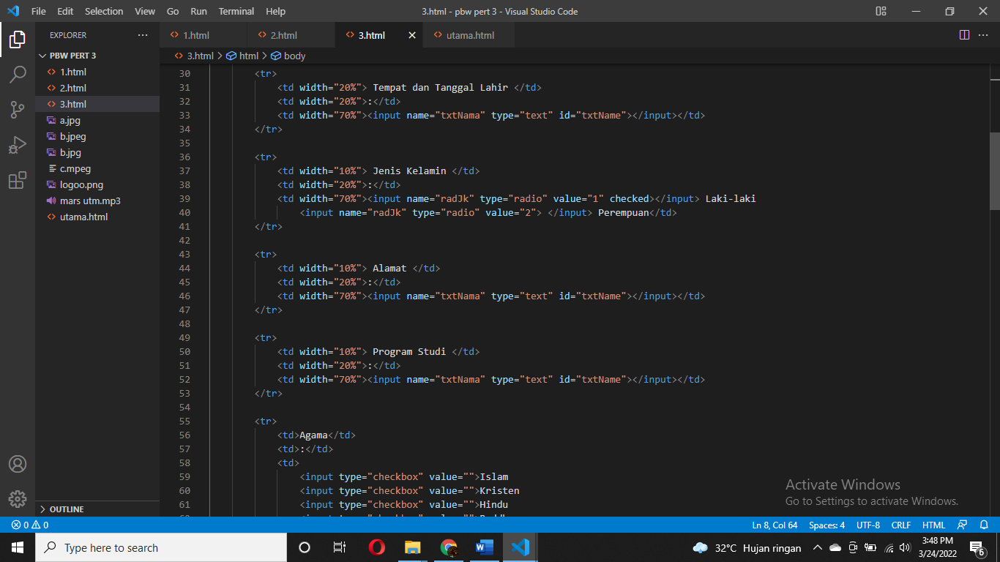 File Edit Selection View Go Run Terminal Help 3.html - pbw pert 3 - Visual Studio Code
EXPLORER
PBW PERT 3
1.html
2.html
3.html
a.jpg
b.jpeg
b.jpg
c.mpeg
logoo.png
mars utm.mp3
utama.html
OUTLINE
1.html 2.html 3.html utama.html
3.html > html > body
30 <tr>
31 <td width="20%"> Tempat dan Tanggal Lahir </td>
32 <td width="20%">:</td>
33 <td width="70%"><input name="txtNama" type="text" id="txtName"></input></td>
34 </tr>
35
36 <tr>
37 <td width="10%"> Jenis Kelamin </td>
38 <td width="20%">:</td>
39 <td width="70%"><input name="radJk" type="radio" value="1" checked></input> Laki-laki
40 <input name="radJk" type="radio" value="2"> </input> Perempuan</td>
41 </tr>
42
43 <tr>
44 <td width="10%"> Alamat </td>
45 <td width="20%">:</td>
46 <td width="70%"><input name="txtNama" type="text" id="txtName"></input></td>
47 </tr>
48
49 <tr>
50 <td width="10%"> Program Studi </td>
51 <td width="20%">:</td>
52 <td width="70%"><input name="txtNama" type="text" id="txtName"></input></td>
53 </tr>
54
55 <tr>
56 <td>Agama</td>
57 <td>:</td>
58 <td>
59 <input type="checkbox" value="">Islam
60 <input type="checkbox" value="">Kristen
61 <input type="checkbox" value="">Hindu
Activate Windows
Go to Settings to activate Windows.
0 0 Ln 8, Col 64 Spaces: 4 UTF-8 CRLF HTML
Type here to search
32°C Hujan ringan
3:48 PM
3/24/2022
6